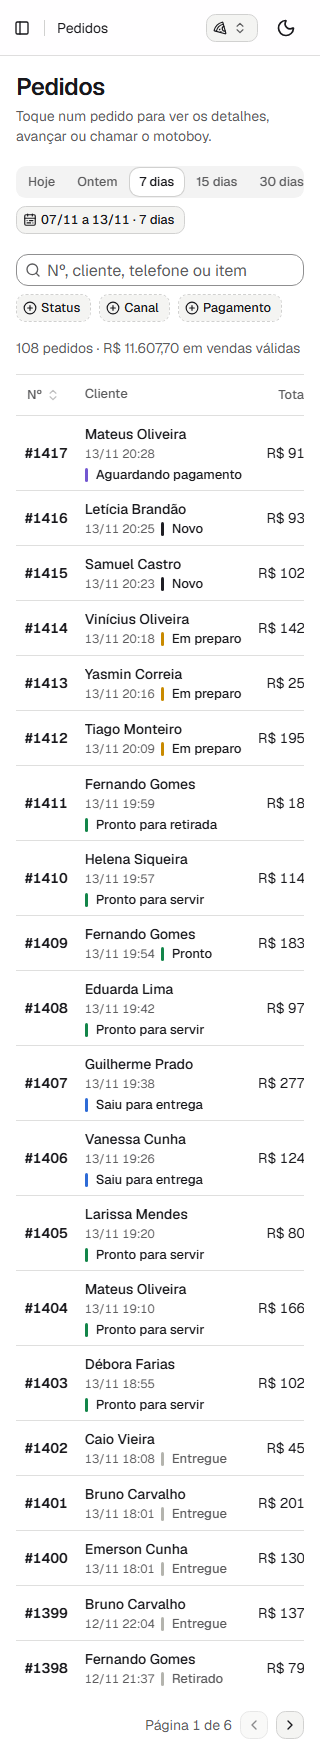 Pedidos
Pedidos
Toque num pedido para ver os detalhes,
avançar ou chamar o motoboy.
Hoje Ontem 7 dias 15 dias 30 dias
07/11 a 13/11 · 7 dias
Nº, cliente, telefone ou item
Status Canal Pagamento
108 pedidos · R$ 11.607,70 em vendas válidas
Nº Cliente Tota
Mateus Oliveira
#1417 13/11 20:28 R$ 91
Aguardando pagamento
Letícia Brandão
#1416 13/11 20:25 Novo R$ 93
Samuel Castro
#1415 13/11 20:23 Novo R$ 102
Vinícius Oliveira
#1414 13/11 20:18 Em preparo R$ 142
Yasmin Correia
#1413 13/11 20:16 Em preparo R$ 25
Tiago Monteiro
#1412 13/11 20:09 Em preparo R$ 195
Fernando Gomes
#1411 13/11 19:59 R$ 18
Pronto para retirada
Helena Siqueira
#1410 13/11 19:57 R$ 114
Pronto para servir
Fernando Gomes
#1409 13/11 19:54 Pronto R$ 183
Eduarda Lima
#1408 13/11 19:42 R$ 97
Pronto para servir
Guilherme Prado
#1407 13/11 19:38 R$ 277
Saiu para entrega
Vanessa Cunha
#1406 13/11 19:26 R$ 124
Saiu para entrega
Larissa Mendes
#1405 13/11 19:20 R$ 80
Pronto para servir
Mateus Oliveira
#1404 13/11 19:10 R$ 166
Pronto para servir
Débora Farias
#1403 13/11 18:55 R$ 102
Pronto para servir
Caio Vieira
#1402 13/11 18:08 Entregue R$ 45
Bruno Carvalho
#1401 13/11 18:01 Entregue R$ 201
Emerson Cunha
#1400 13/11 18:01 Entregue R$ 130
Bruno Carvalho
#1399 12/11 22:04 Entregue R$ 137
Fernando Gomes
#1398 12/11 21:37 Retirado R$ 79
Página 1 de 6